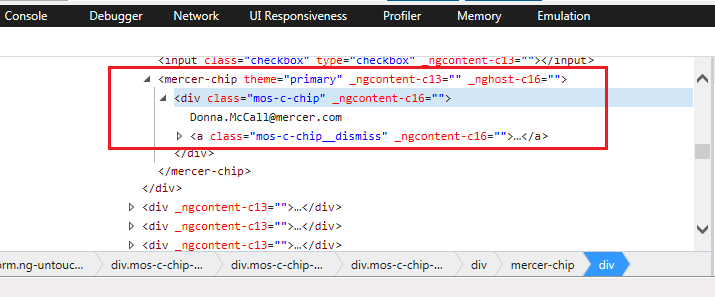 Console Debugger Network UI Responsiveness Profiler Memory Emulation
<input class="checkbox" type="checkbox" _ngcontent-c13=""></input>
<mercer-chip theme="primary" _ngcontent-c13="" _nghost-c16="">
<div class="mos-c-chip" _ngcontent-c16="">
Donna.McCall@mercer.com
<a class="mos-c-chip__dismiss" _ngcontent-c16="">…</a>
</div>
</mercer-chip>
</div>
<div _ngcontent-c13="">…</div>
<div _ngcontent-c13="">…</div>
<div _ngcontent-c13="">…</div>
orm.ng-untouc... div.mos-c-chip-... div.mos-c-chip-... div.mos-c-chip-... div mercer-chip div